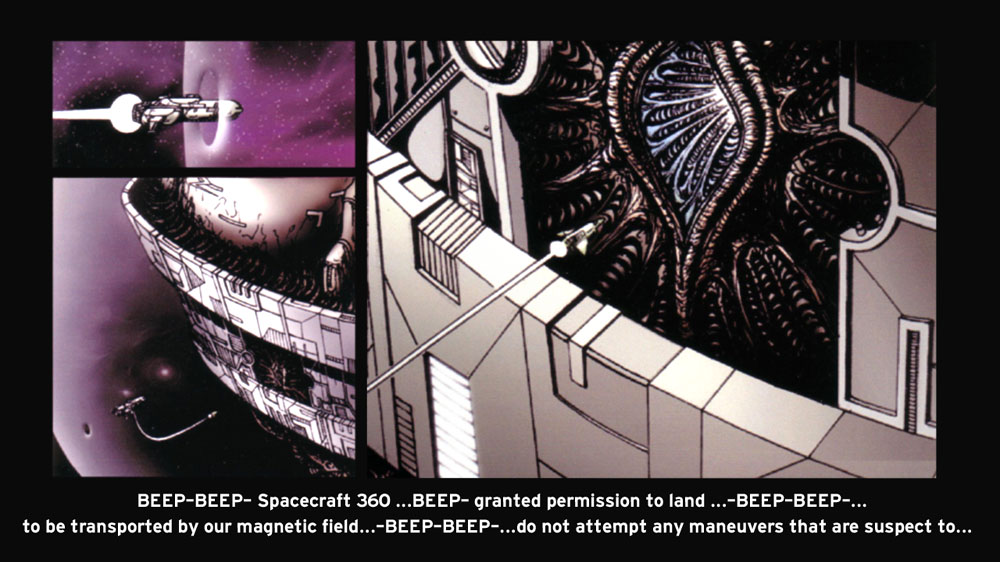 BEEP–BEEP– Spacecraft 360 ...BEEP– granted permission to land ...–BEEP–BEEP–...
to be transported by our magnetic field...–BEEP–BEEP–...do not attempt any maneuvers that are suspect to...